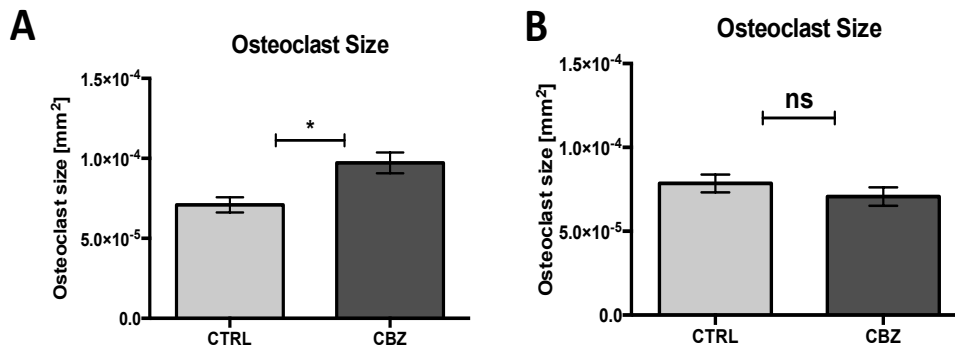 A
Osteoclast Size
Osteoclast size [mm²]
1.5×10⁻⁴
1.0×10⁻⁴
5.0×10⁻⁵
0.0
*
CTRL
CBZ
B
Osteoclast Size
Osteoclast size [mm²]
1.5×10⁻⁴
1.0×10⁻⁴
5.0×10⁻⁵
0.0
ns
CTRL
CBZ